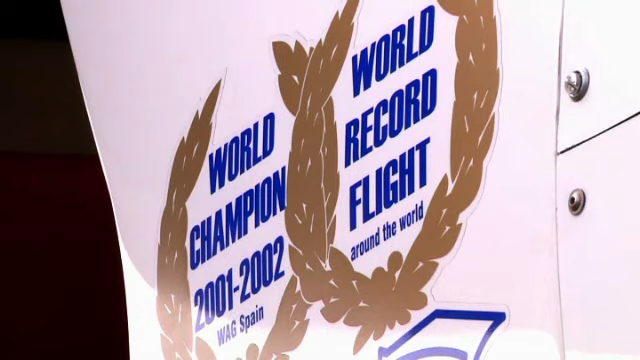 WORLD
CHAMPION
2001-2002
WAG Spain
WORLD
RECORD
FLIGHT
around the world